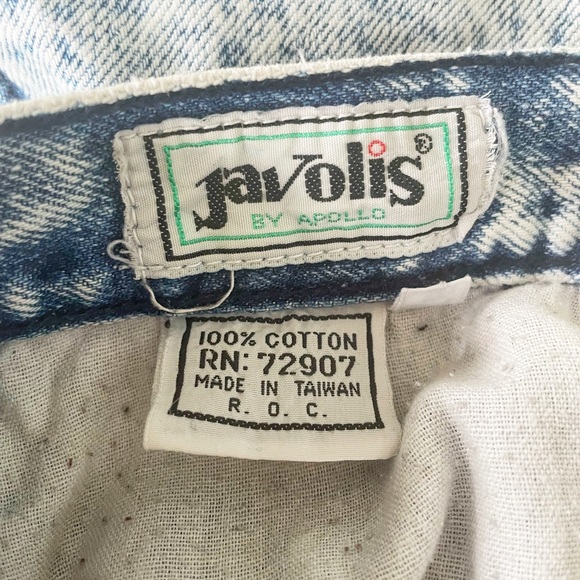 javolis®
BY APOLLO
100% COTTON
RN: 72907
MADE IN TAIWAN
R. O. C.